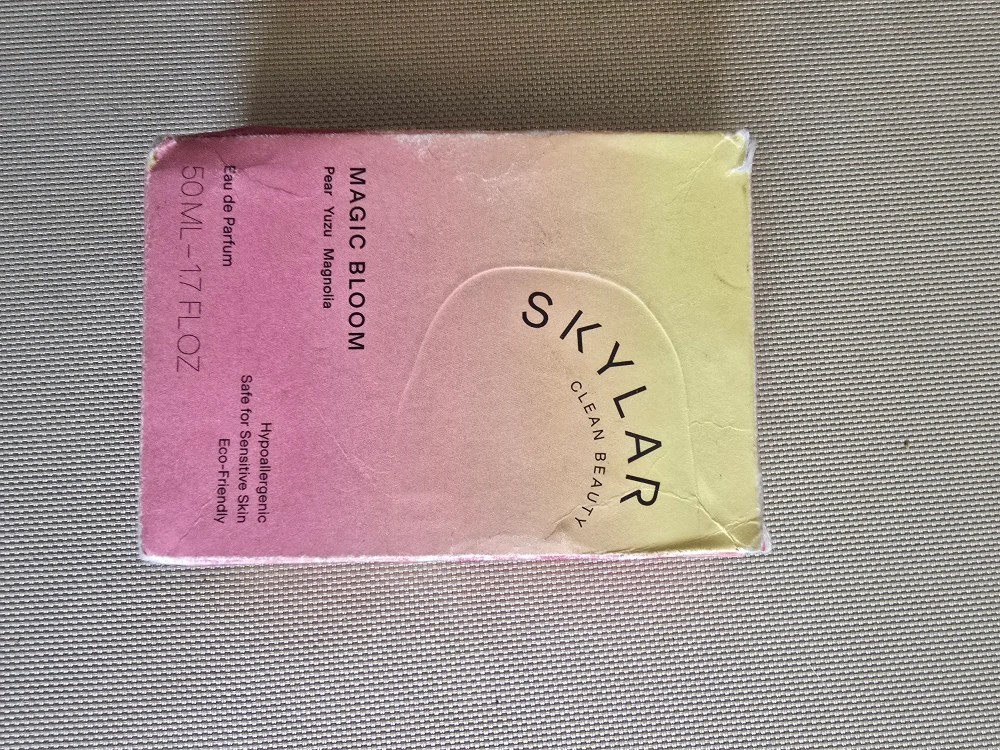 SKYLAR
CLEAN BEAUTY
MAGIC BLOOM
Pear Yuzu Magnolia
Hypoallergenic
Safe for Sensitive Skin
Eco-Friendly
Eau de Parfum
50 ML – 1.7 FL OZ